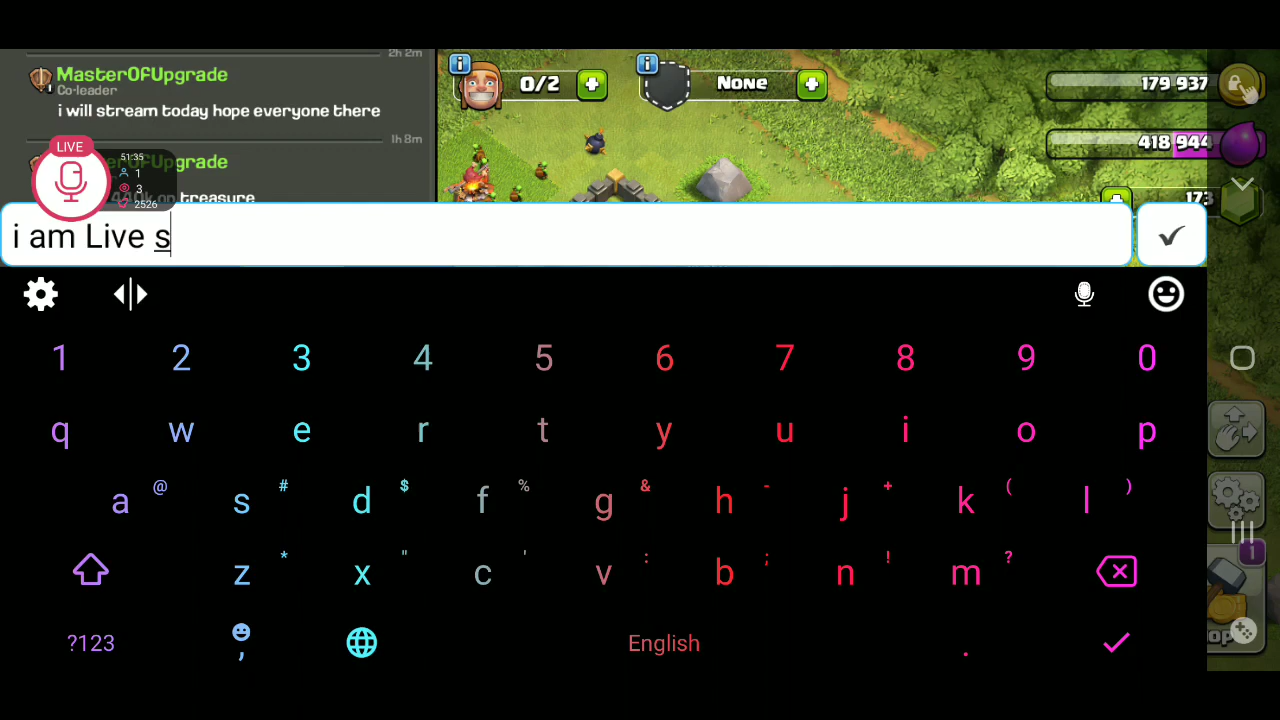 2h 2m
MasterOfUpgrade
Co-leader
i will stream today hope everyone there
1h 8m
LIVE
51:35
1
3
2526
treasure
0/2
None
179 937
418 944
173
i am Live s
1 2 3 4 5 6 7 8 9 0
q w e r t y u i o p
@ # $ % & - + ( )
a s d f g h j k l
* " ' : ; ! ?
z x c v b n m
1
?123 , English .